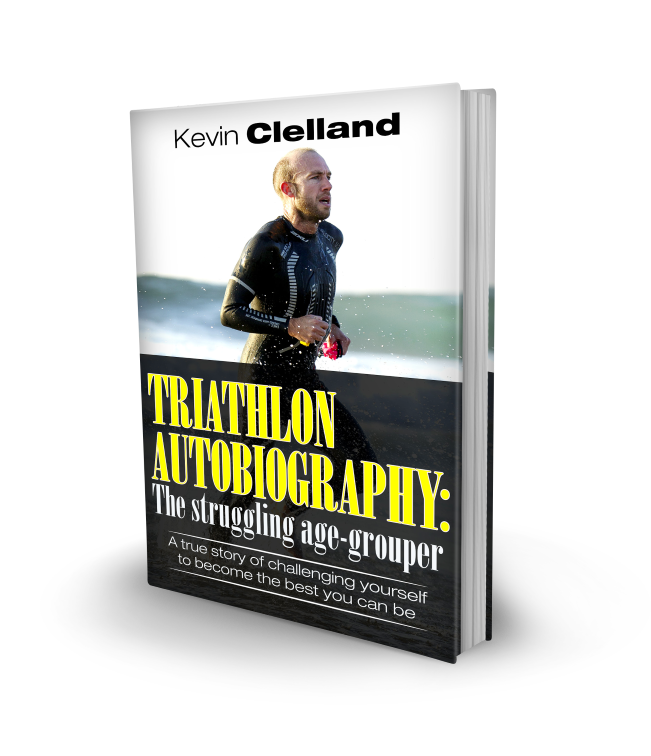 Kevin Clelland
TRIATHLON
AUTOBIOGRAPHY:
The struggling age-grouper
A true story of challenging yourself
to become the best you can be